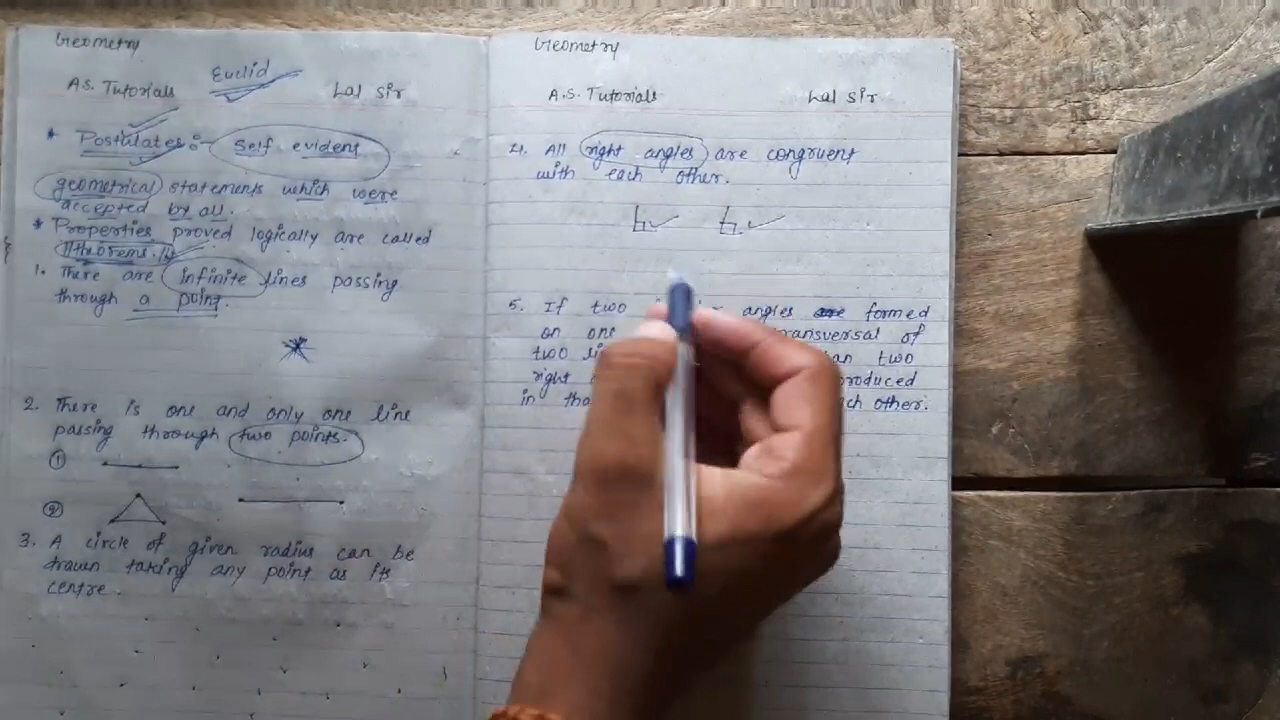 Geometry
Euclid
A.S. Tutorials Lal Sir
* Postulates :- Self evident
geometrical statements which were
accepted by all.
* Properties proved logically are called
theorems.
1. There are infinite lines passing
through a point.
2. There is one and only one line
passing through two points.
①
②
3. A circle of given radius can be
drawn taking any point as its
centre.
Geometry
A.S. Tutorials Lal Sir
4. All right angles are congruent
with each other.
5. If two angles are formed
on one transversal of
two two
right produced
in other.